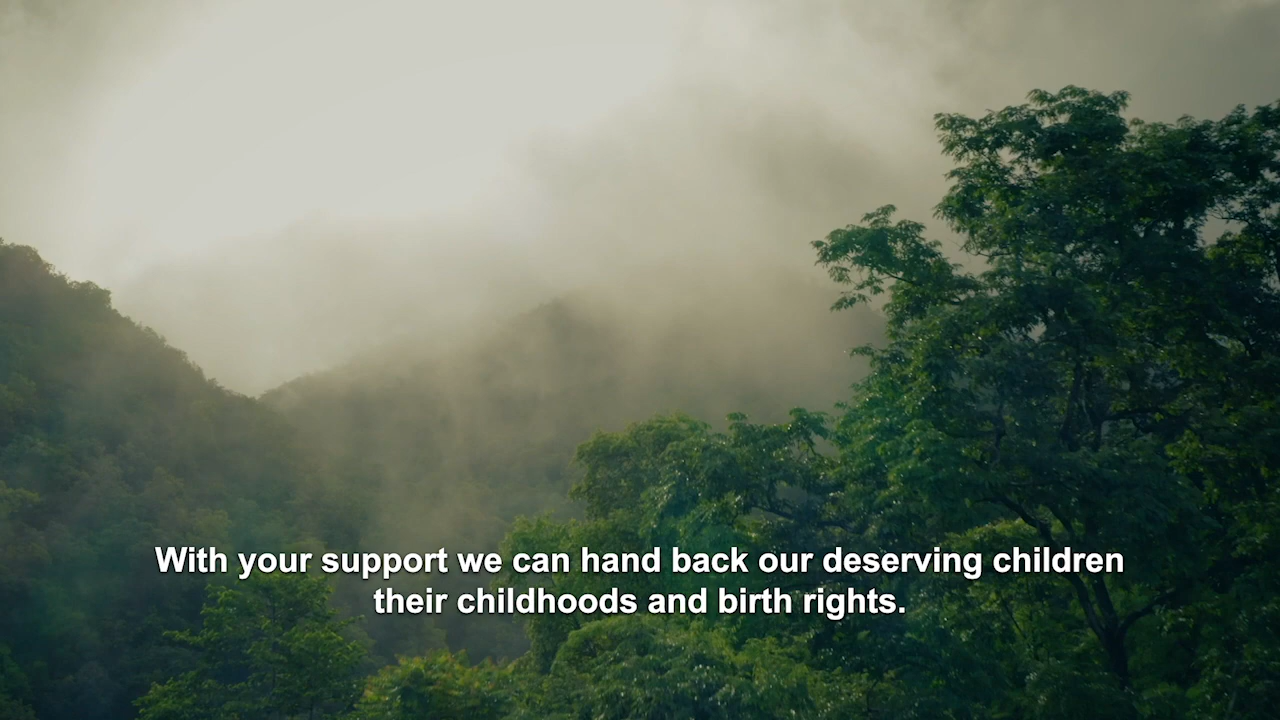 With your support we can hand back our deserving children
their childhoods and birth rights.